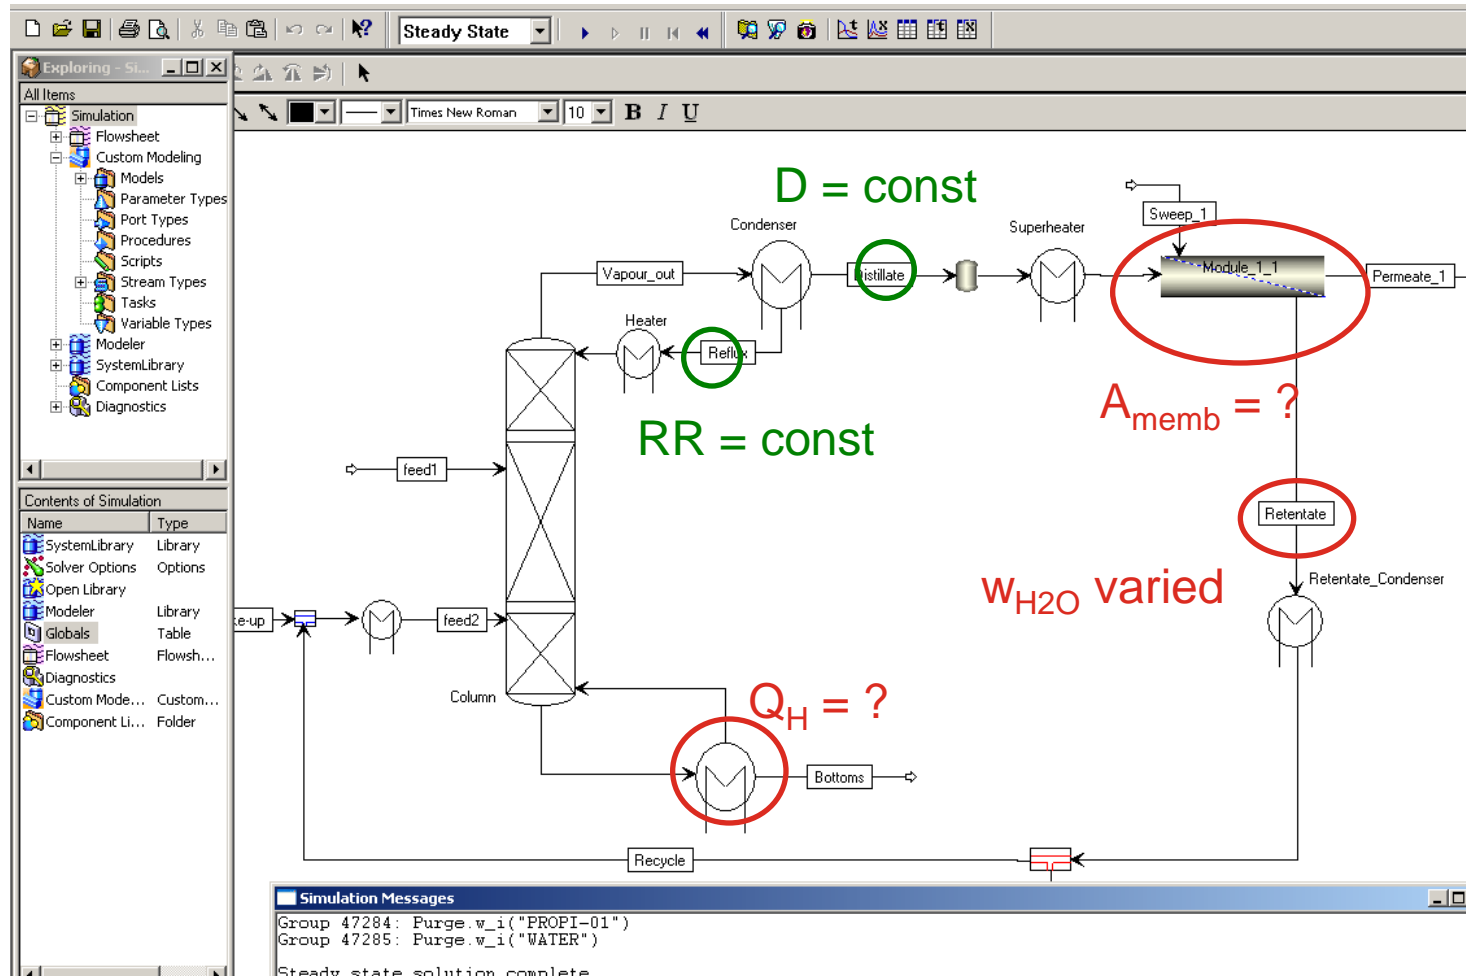 Steady State
Exploring - Si...
All Items
Simulation
Flowsheet
Custom Modeling
Models
Parameter Types
Port Types
Procedures
Scripts
Stream Types
Tasks
Variable Types
Modeler
SystemLibrary
Component Lists
Diagnostics
Contents of Simulation
Name Type
SystemLibrary Library
Solver Options Options
Open Library
Modeler Library
Globals Table
Flowsheet Flowsh...
Diagnostics
Custom Mode... Custom...
Component Li... Folder
Times New Roman 10 B I U
D = const
Condenser
Superheater
Sweep_1
Vapour_out
Distillate
Module_1_1
Permeate_1
Heater
Reflux
A memb = ?
RR = const
feed1
Retentate
Retentate_Condenser
w H2O varied
ke-up
feed2
Column
Q H = ?
Bottoms
Recycle
Simulation Messages
Group 47284: Purge.w_i("PROPI-01")
Group 47285: Purge.w_i("WATER")
Steady state solution complete